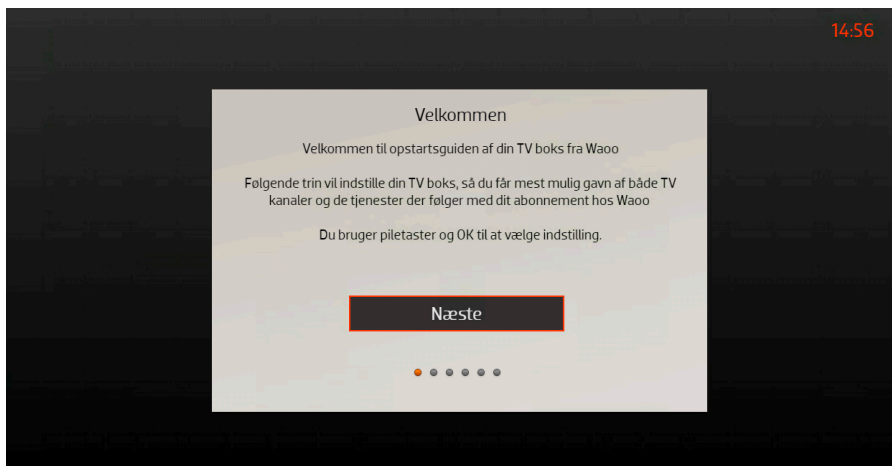 14:56
Velkommen
Velkommen til opstartsguiden af din TV boks fra Waoo
Følgende trin vil indstille din TV boks, så du får mest mulig gavn af både TV
kanaler og de tjenester der følger med dit abonnement hos Waoo
Du bruger piletaster og OK til at vælge indstilling.
Næste